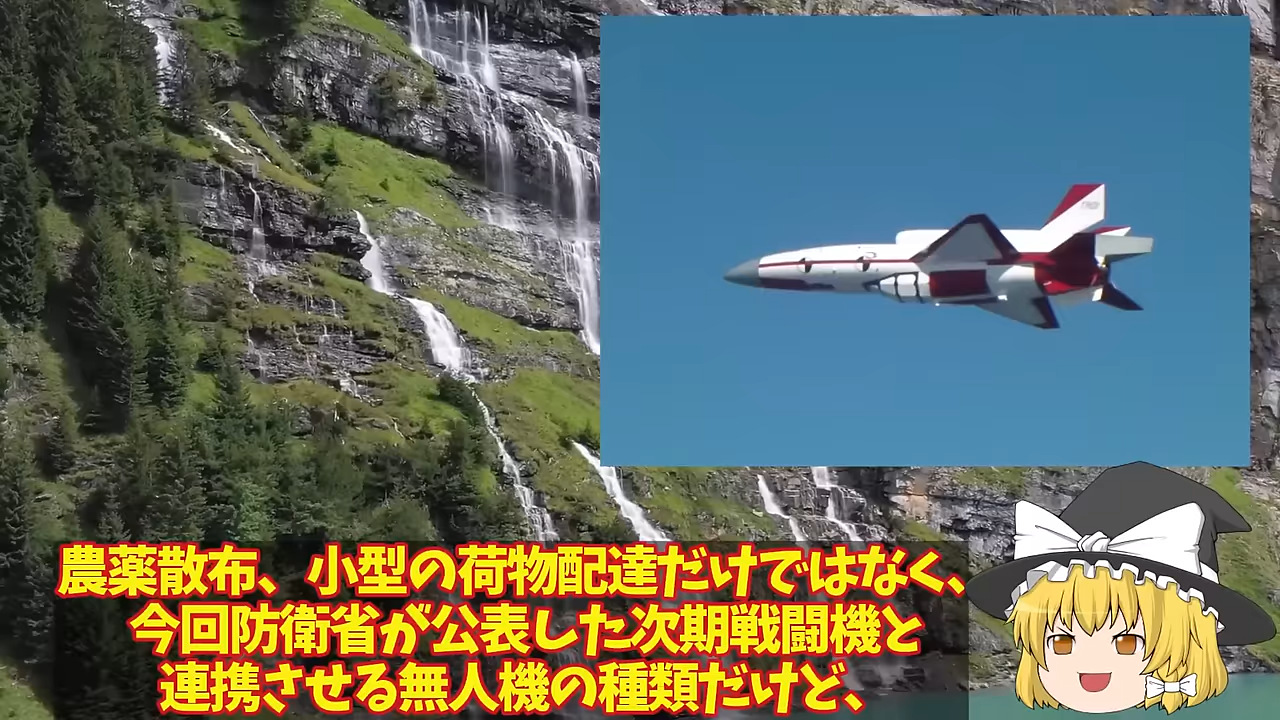 農薬散布、小型の荷物配達だけではなく、
今回防衛省が公表した次期戦闘機と
連携させる無人機の種類だけど、